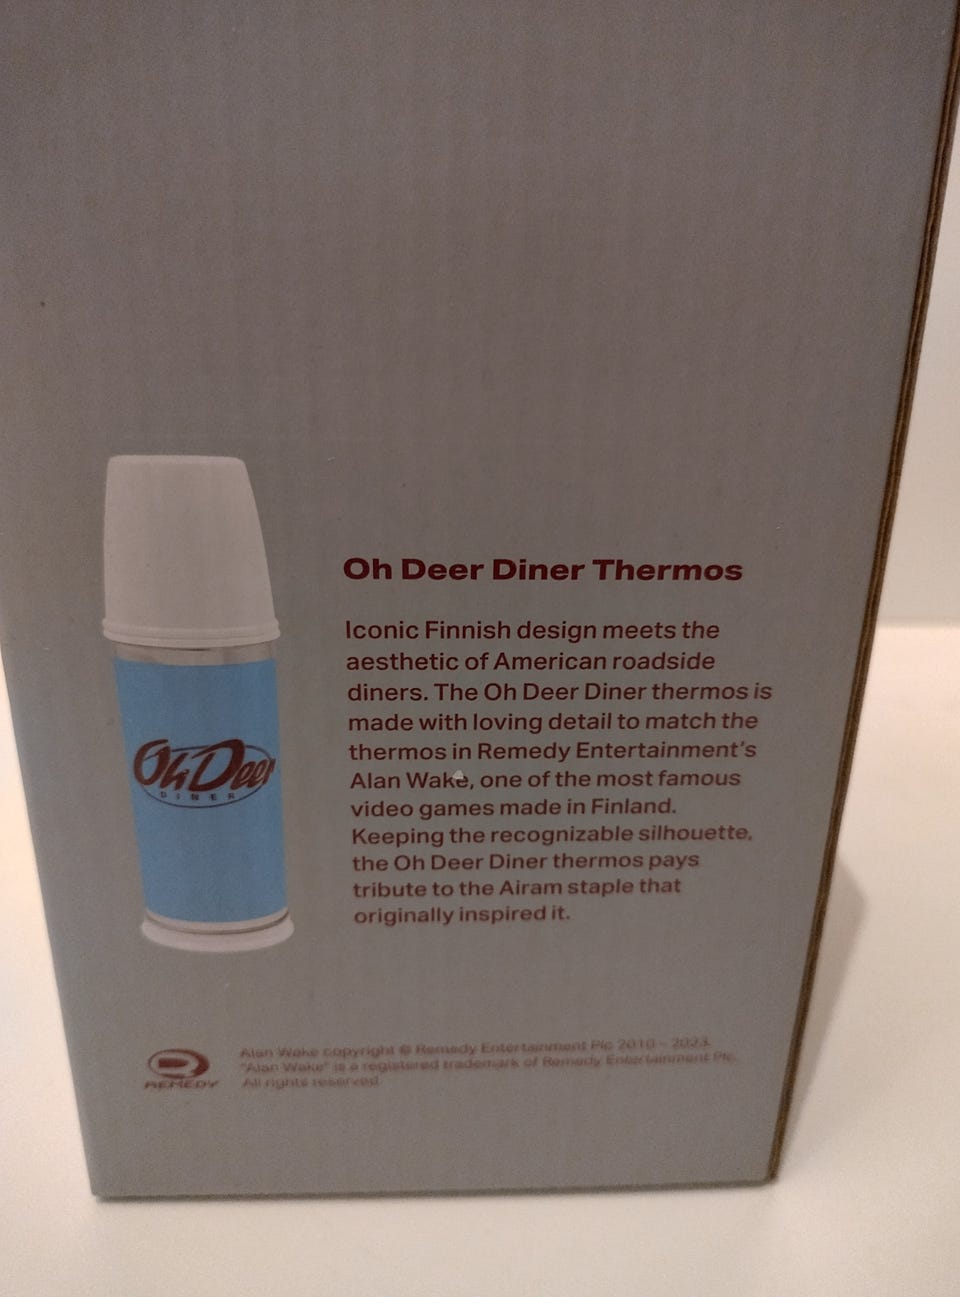 Oh Deer
DINER
Oh Deer Diner Thermos
Iconic Finnish design meets the
aesthetic of American roadside
diners. The Oh Deer Diner thermos is
made with loving detail to match the
thermos in Remedy Entertainment's
Alan Wake, one of the most famous
video games made in Finland.
Keeping the recognizable silhouette,
the Oh Deer Diner thermos pays
tribute to the Airam staple that
originally inspired it.
REMEDY
Alan Wake copyright © Remedy Entertainment Plc 2010 - 2023.
"Alan Wake" is a registered trademark of Remedy Entertainment Plc.
All rights reserved.